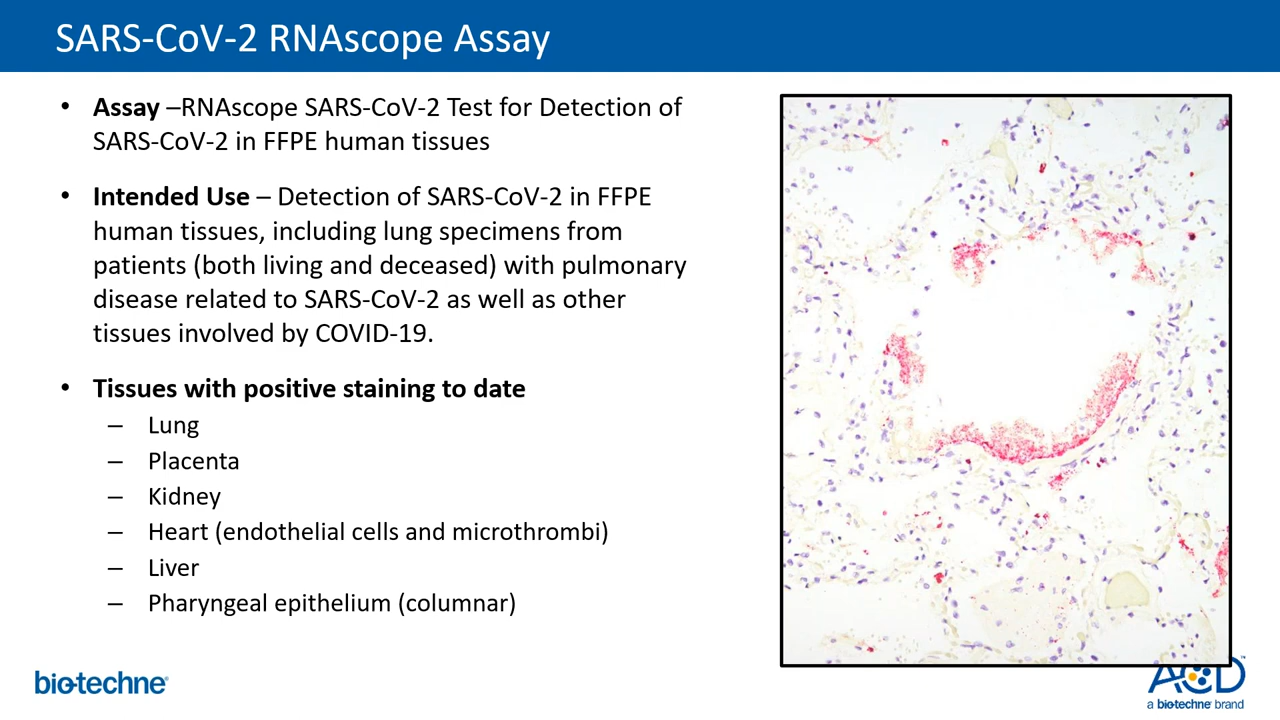 SARS-CoV-2 RNAscope Assay
• Assay –RNAscope SARS-CoV-2 Test for Detection of
SARS-CoV-2 in FFPE human tissues
• Intended Use – Detection of SARS-CoV-2 in FFPE
human tissues, including lung specimens from
patients (both living and deceased) with pulmonary
disease related to SARS-CoV-2 as well as other
tissues involved by COVID-19.
• Tissues with positive staining to date
– Lung
– Placenta
– Kidney
– Heart (endothelial cells and microthrombi)
– Liver
– Pharyngeal epithelium (columnar)
bio-techne®
ACD™
a bio-techne® brand